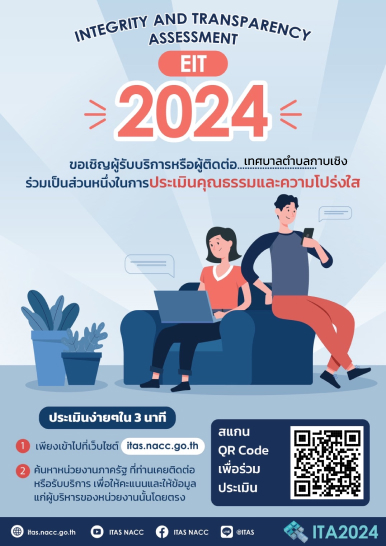 INTEGRITY AND TRANSPARENCY
ASSESSMENT
EIT
2024
ขอเชิญผู้รับบริการหรือผู้ติดต่อ...เทศบาลตำบลกาบเชิง
ร่วมเป็นส่วนหนึ่งในการประเมินคุณธรรมและความโปร่งใส
ประเมินง่ายๆใน 3 นาที
1 เพียงเข้าไปที่เว็บไซต์ itas.nacc.go.th
2 ค้นหาหน่วยงานภาครัฐ ที่ท่านเคยติดต่อ
หรือรับบริการ เพื่อให้คะแนนและให้ข้อมูล
แก่ผู้บริหารของหน่วยงานนั้นโดยตรง
สแกน
QR Code
เพื่อร่วม
ประเมิน
itas.nacc.go.th ITAS NACC ITAS NACC @ITAS ITA2024